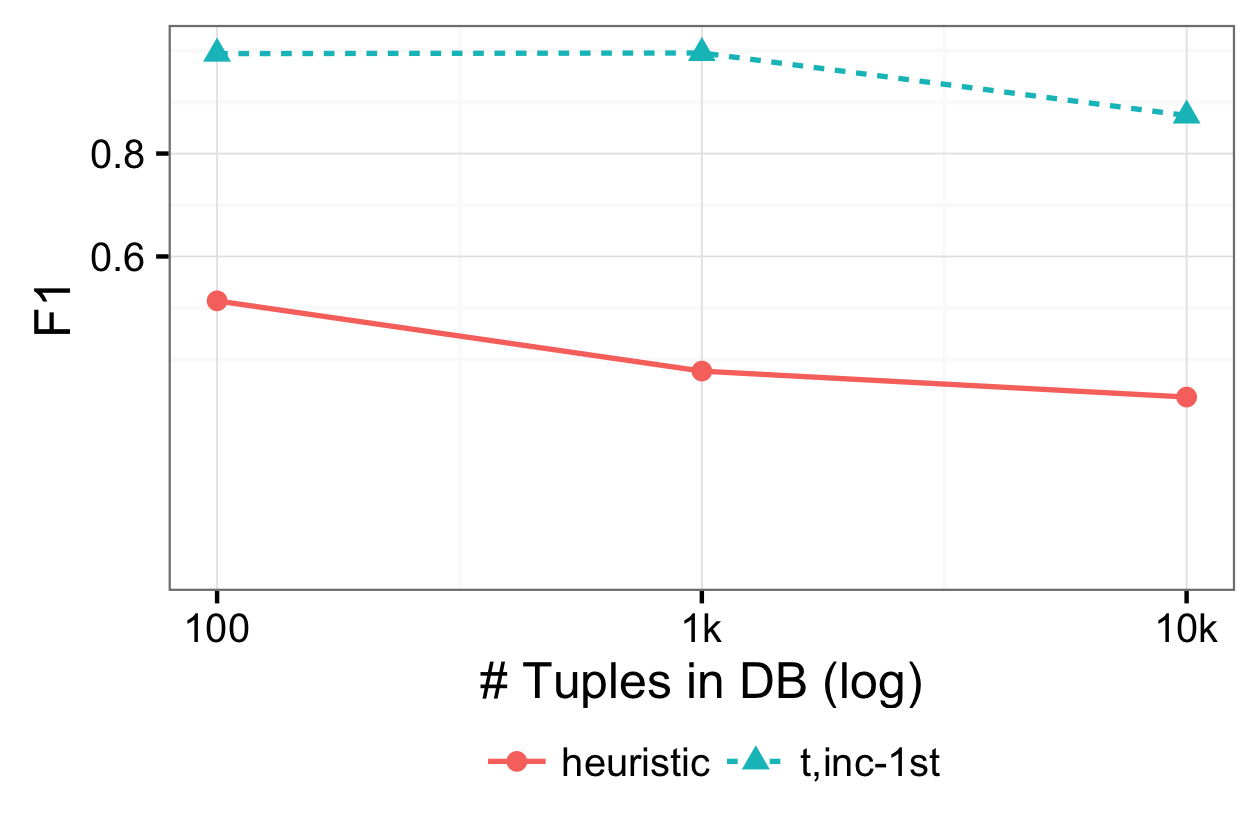 F1
0.8
0.6
100 1k 10k
# Tuples in DB (log)
heuristic t,inc-1st